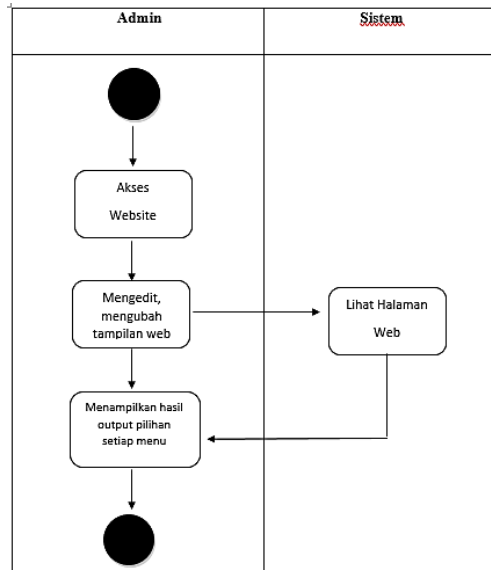 Admin
Sistem
Akses
Website
Mengedit,
mengubah
tampilan web
Lihat Halaman
Web
Menampilkan hasil
output pilihan
setiap menu